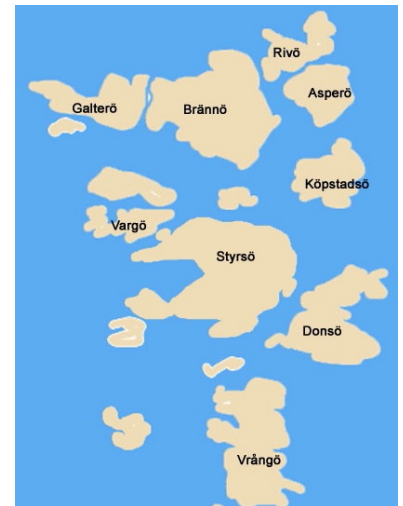 Rivö
Asperö
Galterö
Brännö
Köpstadsö
Vargö
Styrsö
Donsö
Vrångö